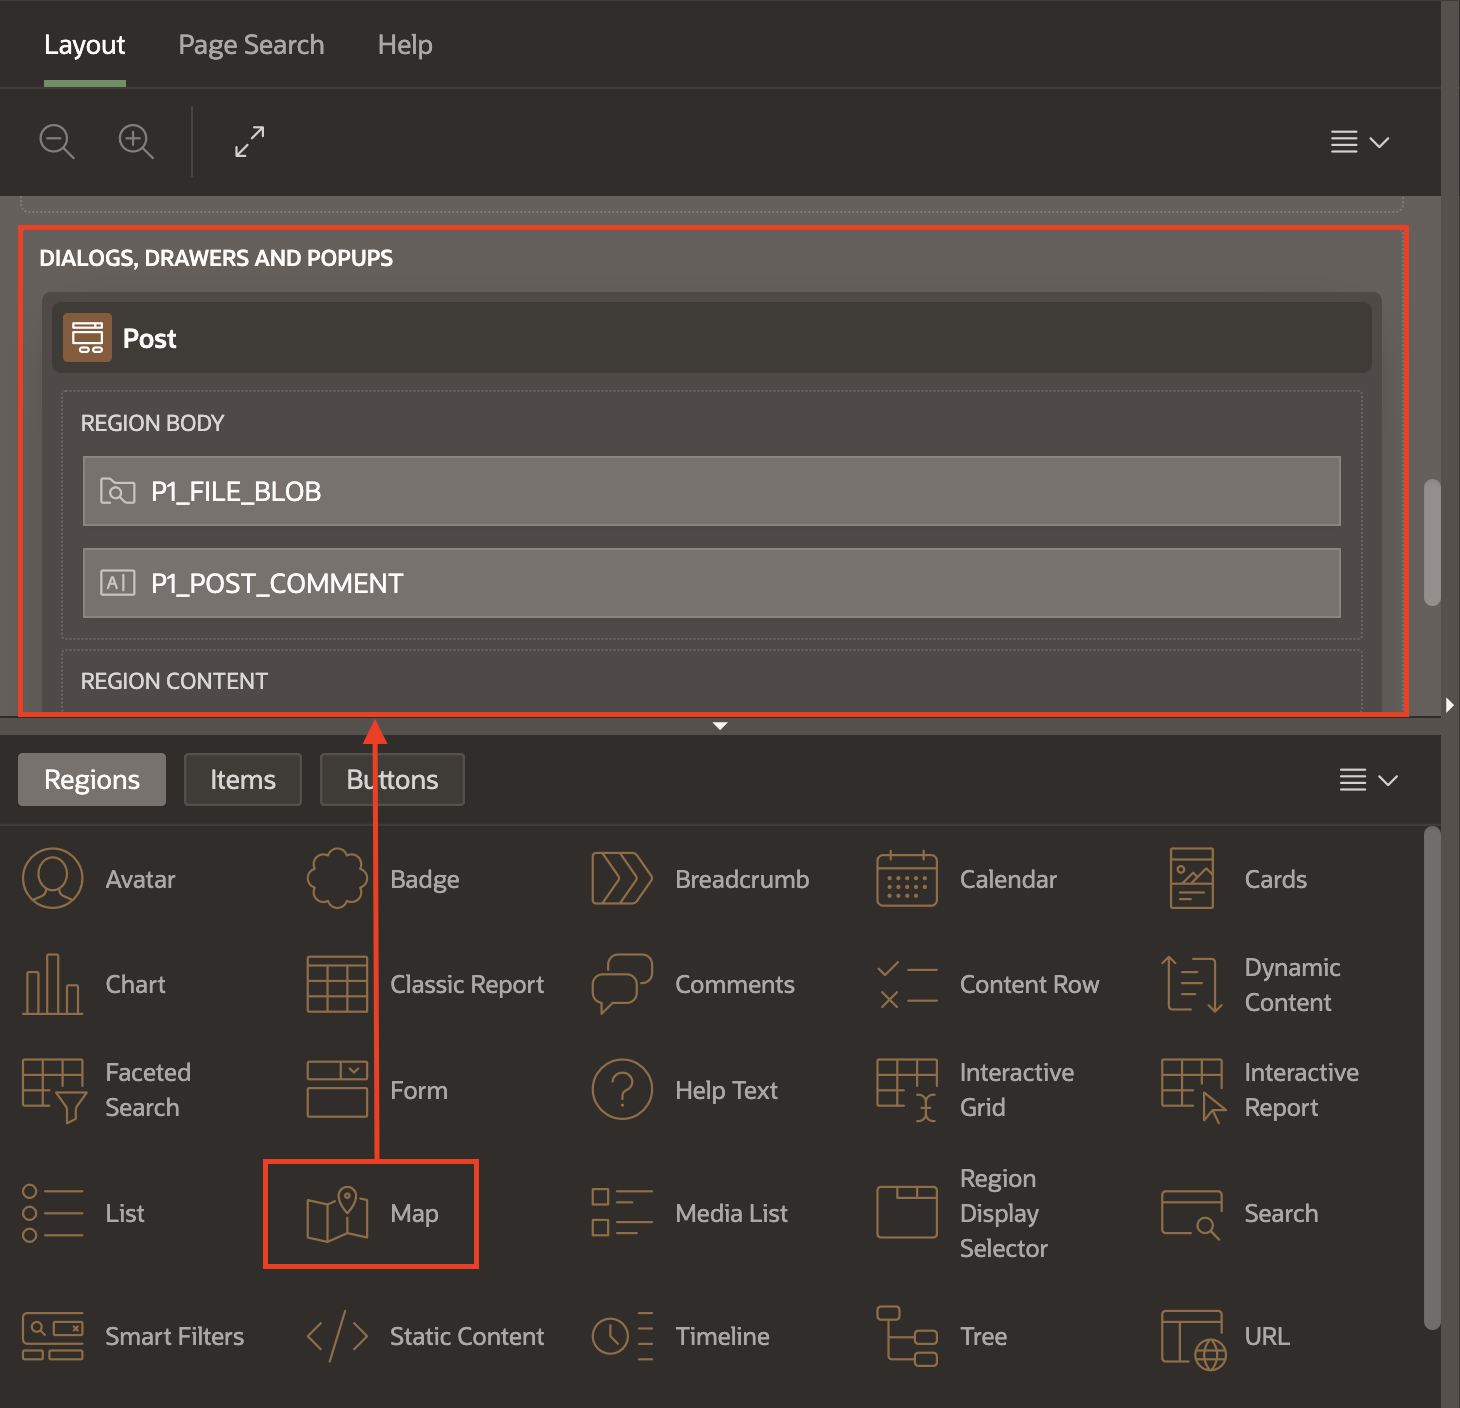 Layout Page Search Help
DIALOGS, DRAWERS AND POPUPS
Post
REGION BODY
P1_FILE_BLOB
AI P1_POST_COMMENT
REGION CONTENT
Regions Items Buttons
Avatar Badge Breadcrumb Calendar Cards
Chart Classic Report Comments Content Row Dynamic
Content
Faceted
Search Form Help Text Interactive
Grid Interactive
Report
List Map Media List Region
Display
Selector Search
Smart Filters Static Content Timeline Tree URL